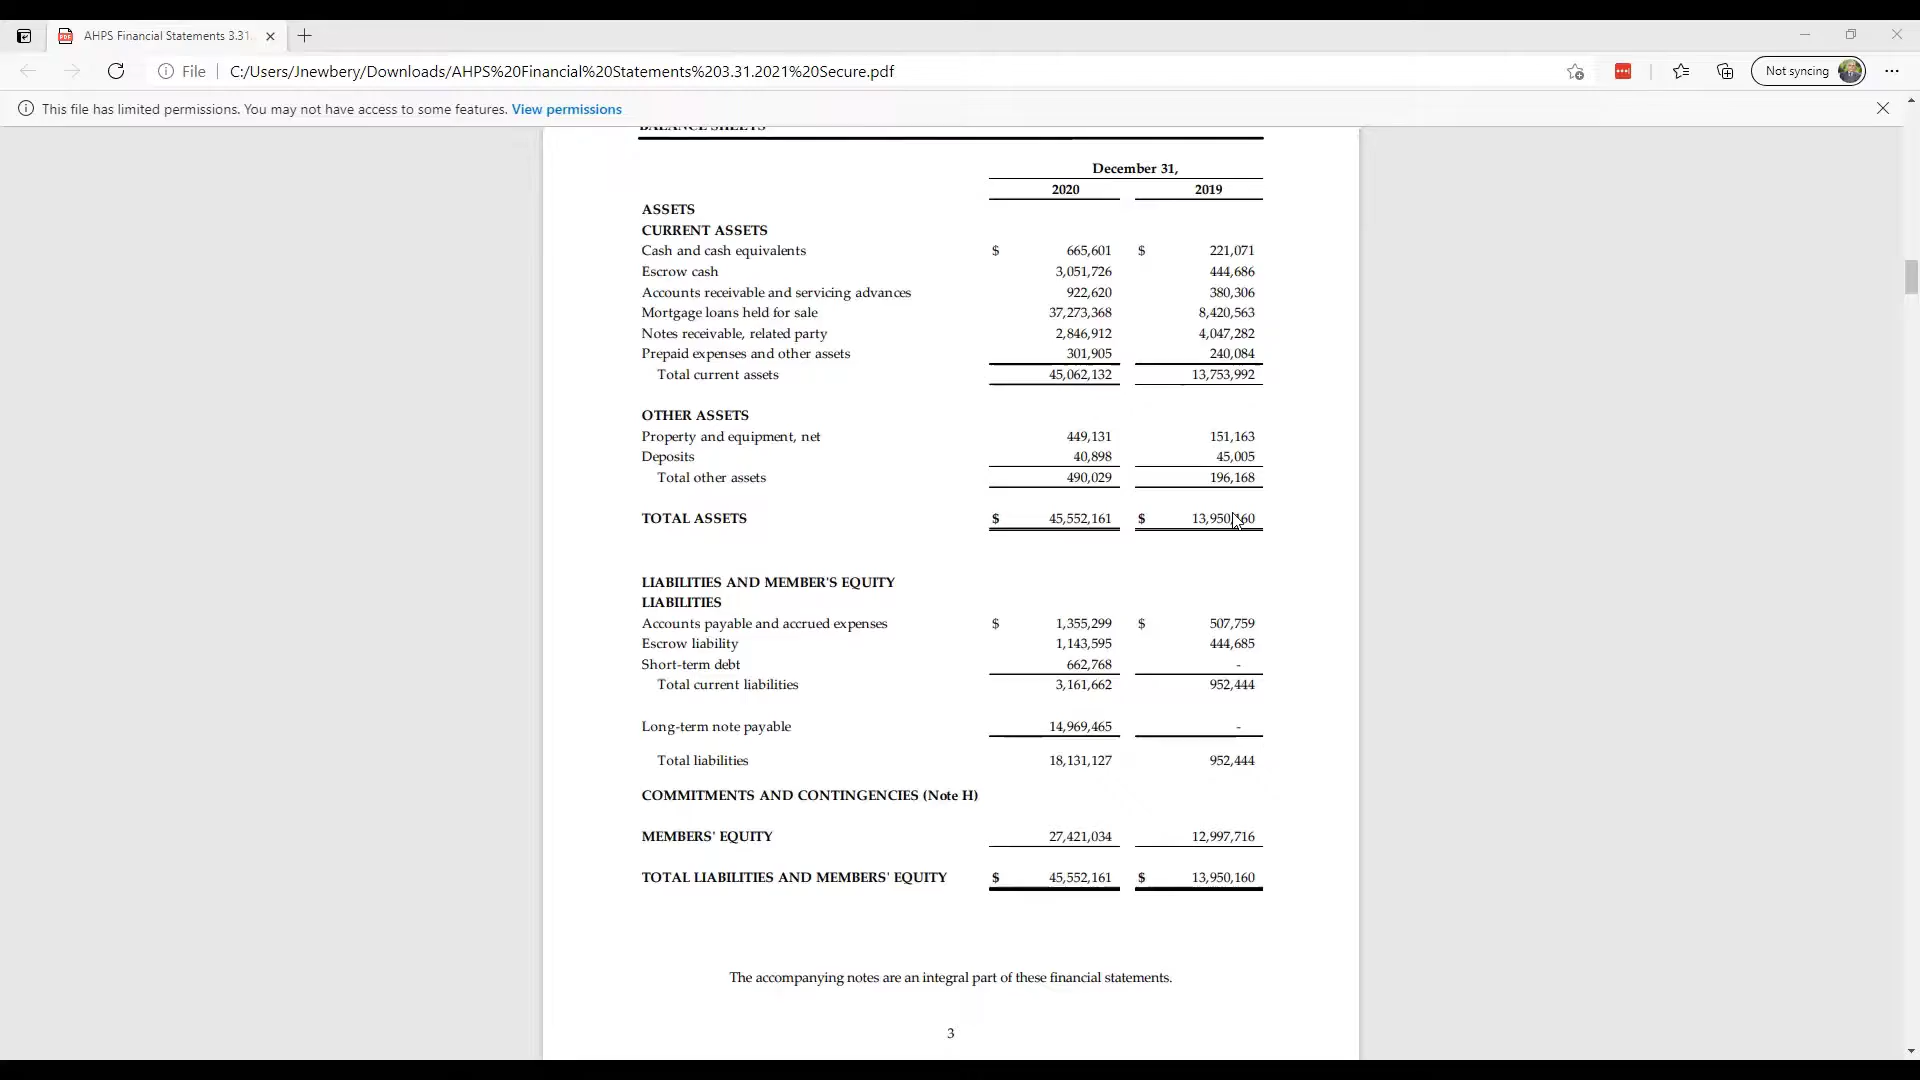 AHPS Financial Statements 3.31.
File C:/Users/Jnewbery/Downloads/AHPS%20Financial%20Statements%203.31.2021%20Secure.pdf Not syncing
This file has limited permissions. You may not have access to some features. View permissions
BALANCE SHEETS
December 31,
2020 2019
ASSETS
CURRENT ASSETS
Cash and cash equivalents $ 665,601 $ 221,071
Escrow cash 3,051,726 444,686
Accounts receivable and servicing advances 922,620 380,306
Mortgage loans held for sale 37,273,368 8,420,563
Notes receivable, related party 2,846,912 4,047,282
Prepaid expenses and other assets 301,905 240,084
Total current assets 45,062,132 13,753,992
OTHER ASSETS
Property and equipment, net 449,131 151,163
Deposits 40,898 45,005
Total other assets 490,029 196,168
TOTAL ASSETS $ 45,552,161 $ 13,950,160
LIABILITIES AND MEMBER'S EQUITY
LIABILITIES
Accounts payable and accrued expenses $ 1,355,299 $ 507,759
Escrow liability 1,143,595 444,685
Short-term debt 662,768 -
Total current liabilities 3,161,662 952,444
Long-term note payable 14,969,465 -
Total liabilities 18,131,127 952,444
COMMITMENTS AND CONTINGENCIES (Note H)
MEMBERS' EQUITY 27,421,034 12,997,716
TOTAL LIABILITIES AND MEMBERS' EQUITY $ 45,552,161 $ 13,950,160
The accompanying notes are an integral part of these financial statements.
3